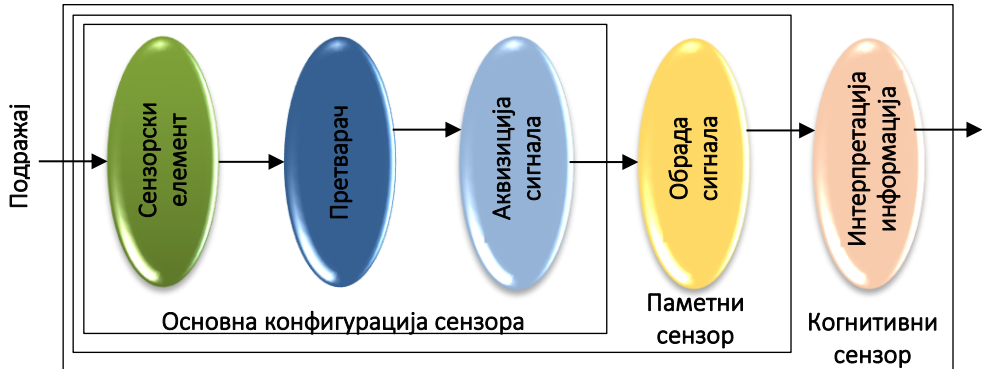 Подражај
Сензорски
елемент
Претварач
Аквизиција
сигнала
Обрада
сигнала
Интерпретација
информација
Основна конфигурација сензора
Паметни
сензор
Когнитивни
сензор